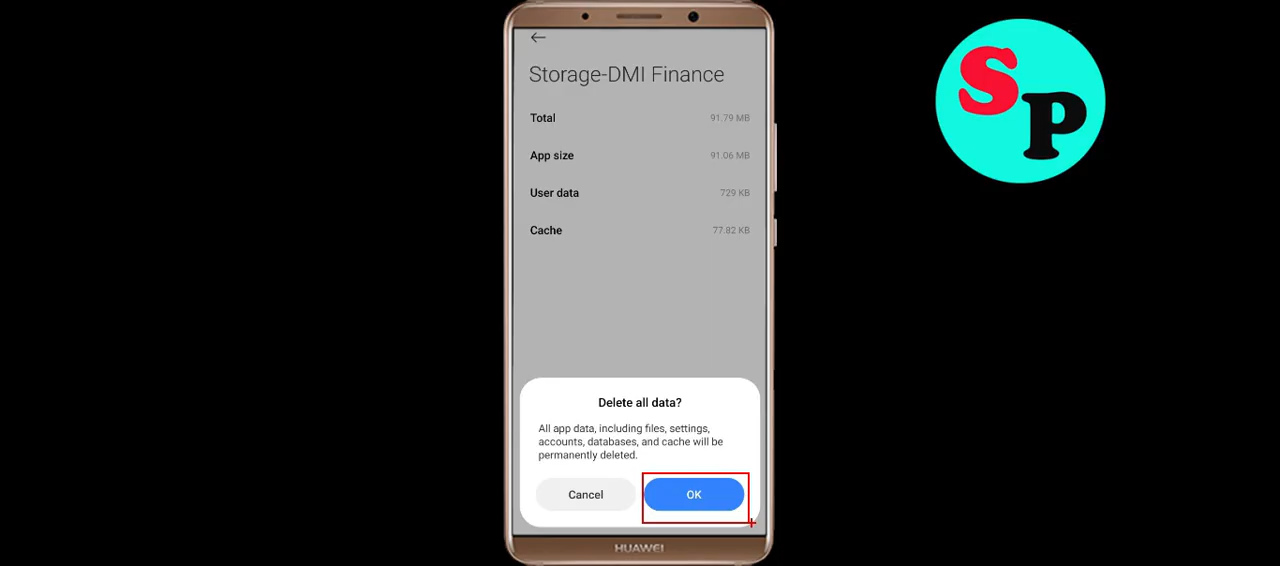 Storage-DMI Finance
Total 91.79 MB
App size 91.06 MB
User data 729 KB
Cache 77.82 KB
Delete all data?
All app data, including files, settings,
accounts, databases, and cache will be
permanently deleted.
Cancel OK
HUAWEI
SP